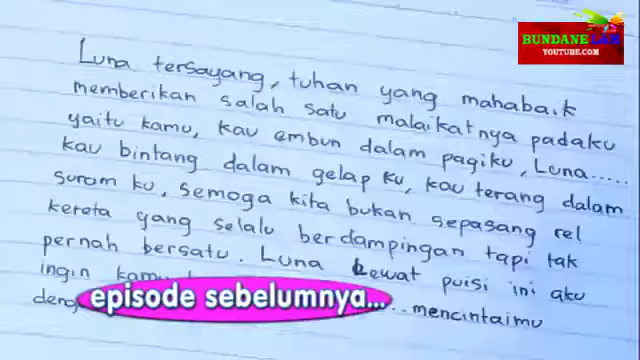 BUNDANE LAR
YOUTUBE.COM
Luna tersayang, tuhan yang mahabaik
memberikan salah satu malaikatnya padaku
yaitu kamu, kau embun dalam pagiku, Luna.....
kau bintang dalam gelap ku, kau terang dalam
suram ku, semoga kita bukan sepasang rel
kereta yang selalu berdampingan tapi tak
pernah bersatu. Luna lewat puisi ini aku
ingin kamu
episode sebelumnya...
mencintaimu